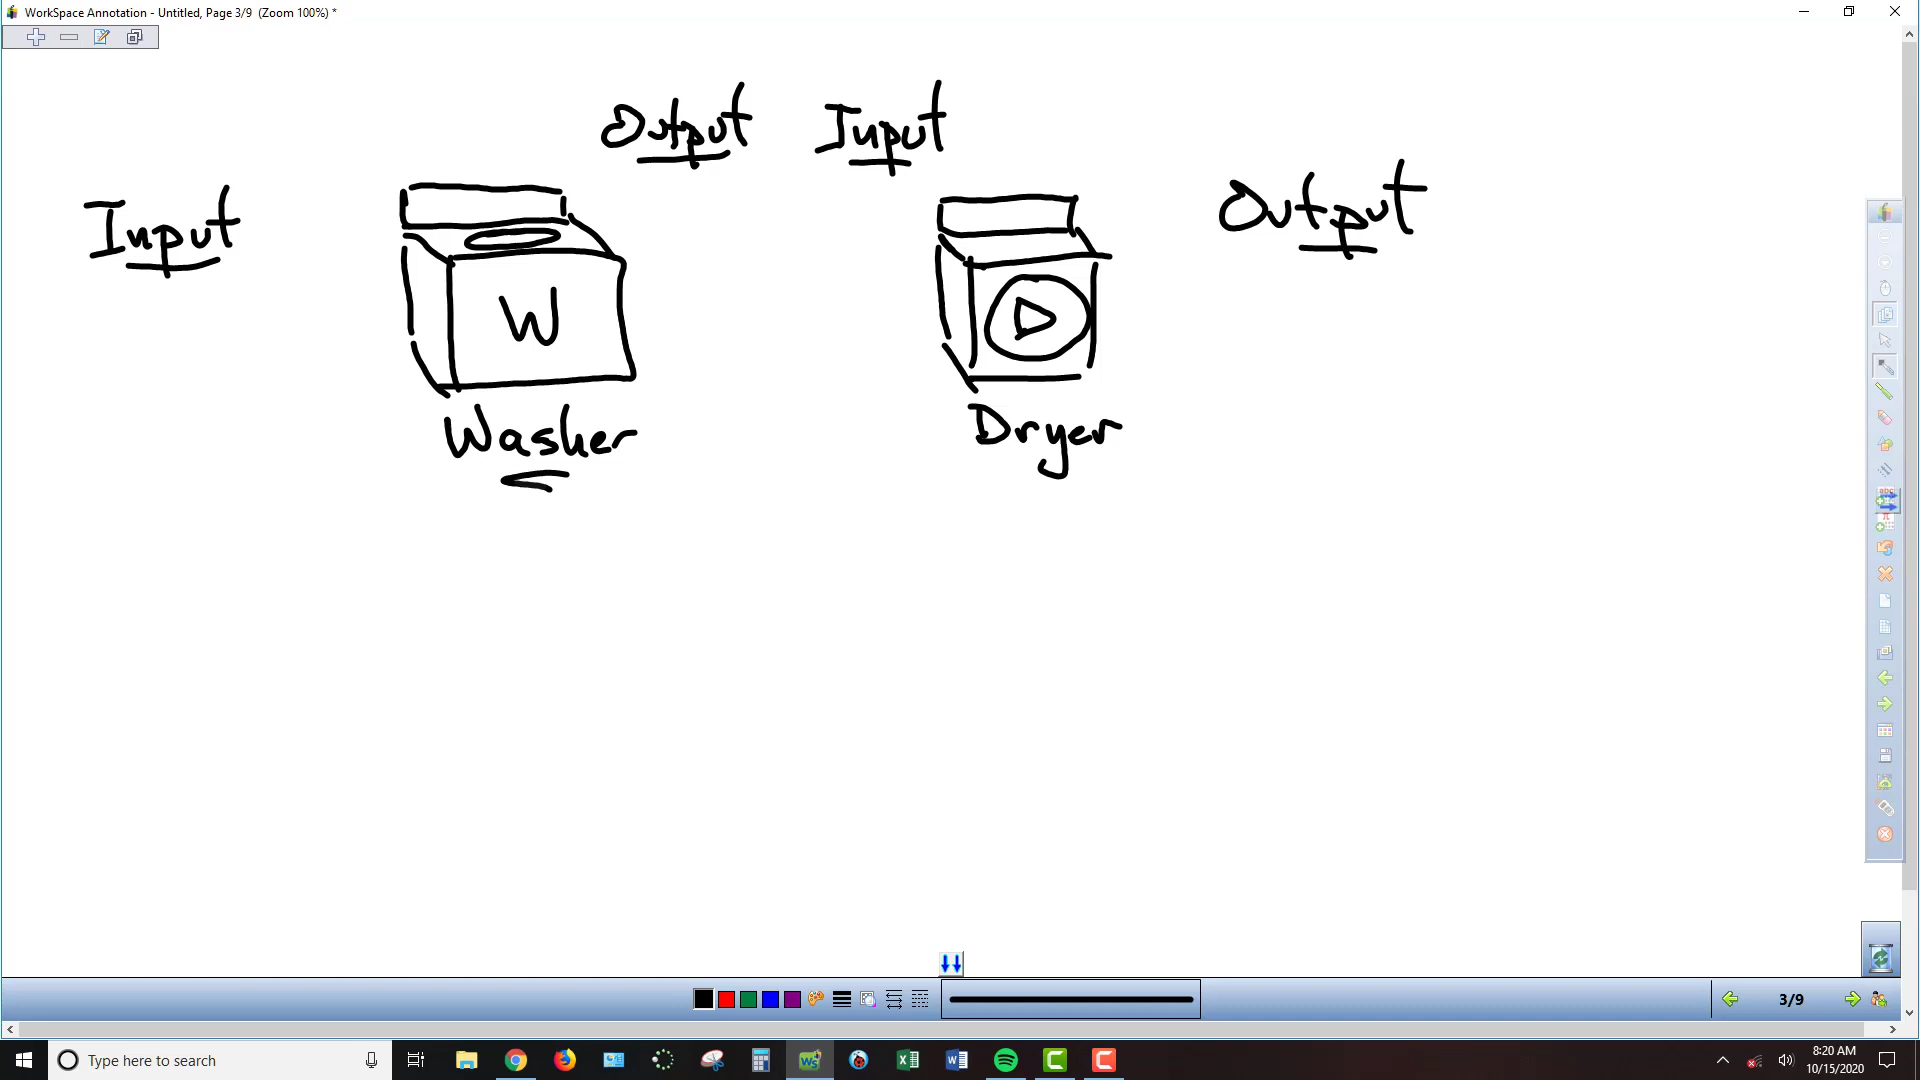 WorkSpace Annotation - Untitled, Page 3/9 (Zoom 100%) *
Output Input
Input
Output
W
D
Washer
Dryer
3/9
Type here to search
8:20 AM
10/15/2020